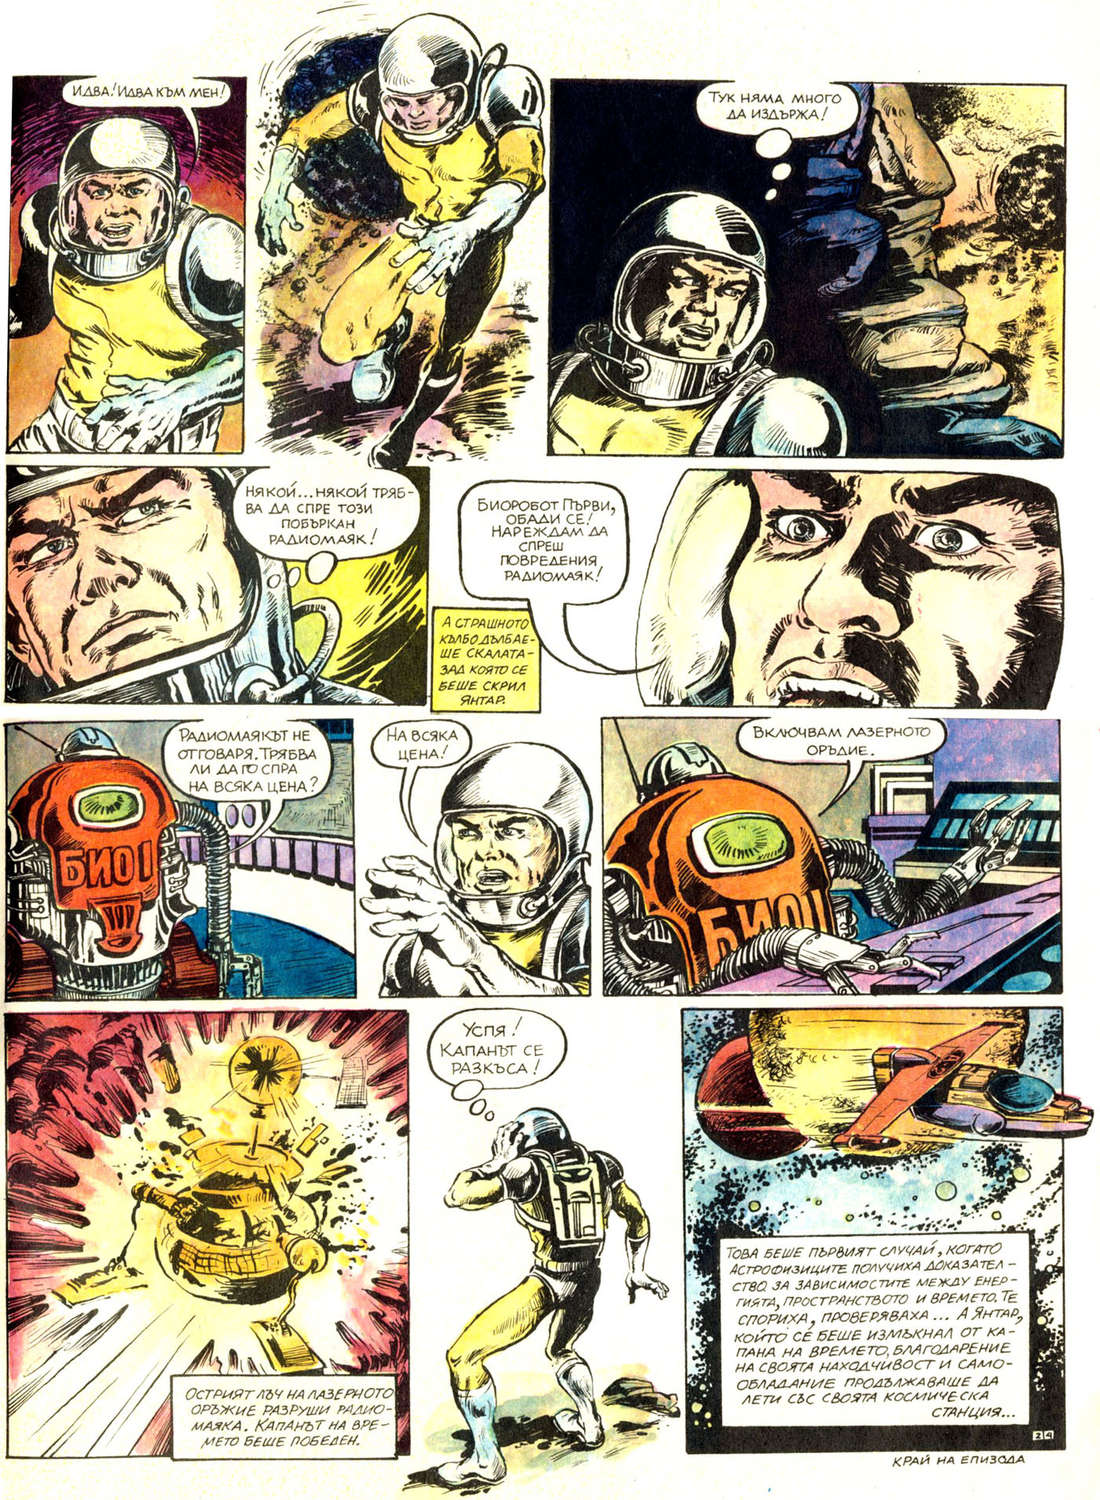 ИДВА! ИДВА КЪМ МЕН!
ТУК НЯМА МНОГО
ДА ИЗДЪРЖА!
НЯКОЙ... НЯКОЙ ТРЯБ-
ВА ДА СПРЕ ТОЗИ
ПОБЪРКАН
РАДИОМАЯК!
А СТРАШНОТО
КЪЛБО ДЪЛБАЕ-
ШЕ СКАЛАТА-
ЗАД КОЯТО СЕ
БЕШЕ СКРИЛ
ЯНТАР.
БИОРОБОТ ПЪРВИ,
ОБАДИ СЕ!
НАРЕЖДАМ ДА
СПРЕШ
ПОВРЕДЕНИЯ
РАДИОМАЯК!
РАДИОМАЯКЪТ НЕ
ОТГОВАРЯ. ТРЯБВА
ЛИ ДА ГО СПРА
НА ВСЯКА ЦЕНА?
БИО1
НА ВСЯКА
ЦЕНА!
ВКЛЮЧВАМ ЛАЗЕРНОТО
ОРЪДИЕ.
БИО1
ОСТРИЯТ ЛЪЧ НА ЛАЗЕРНОТО
ОРЪЖИЕ РАЗРУШИ РАДИО-
МАЯКА. КАПАНЪТ НА ВРЕ-
МЕТО БЕШЕ ПОБЕДЕН.
УСПЯ!
КАПАНЪТ СЕ
РАЗКЪСА!
ТОВА БЕШЕ ПЪРВИЯТ СЛУЧАЙ, КОГАТО
АСТРОФИЗИЦИТЕ ПОЛУЧИХА ДОКАЗАТЕЛ-
СТВО ЗА ЗАВИСИМОСТИТЕ МЕЖДУ ЕНЕР-
ГИЯТА, ПРОСТРАНСТВОТО И ВРЕМЕТО. ТЕ
СПОРИХА, ПРОВЕРЯВАХА... А ЯНТАР,
КОЙТО СЕ БЕШЕ ИЗМЪКНАЛ ОТ КА-
ПАНА НА ВРЕМЕТО, БЛАГОДАРЕНИЕ
НА СВОЯТА НАХОДЧИВОСТ И САМО-
ОБЛАДАНИЕ ПРОДЪЛЖАВАШЕ ДА
ЛЕТИ СЪС СВОЯТА КОСМИЧЕСКА
СТАНЦИЯ...
24
КРАЙ НА ЕПИЗОДА